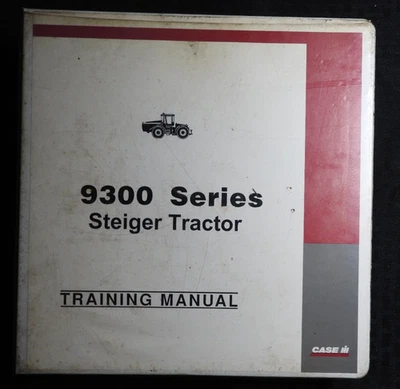 9300 Series
Steiger Tractor
TRAINING MANUAL
CASE IH